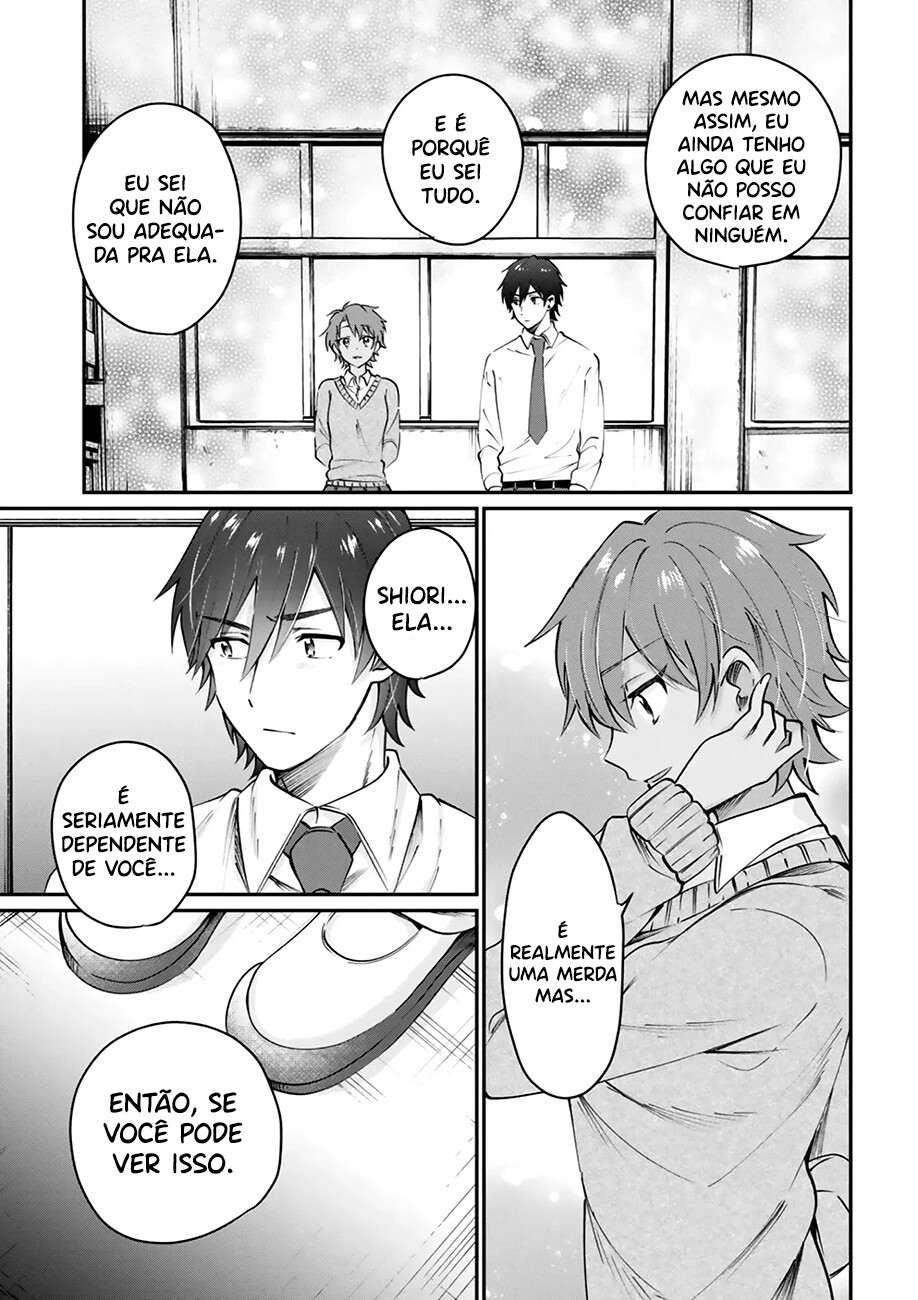 MAS MESMO
ASSIM, EU
AINDA TENHO
ALGO QUE EU
NÃO POSSO
CONFIAR EM
NINGUÉM.
E É
PORQUÊ
EU SEI
TUDO.
EU SEI
QUE NÃO
SOU ADEQUA-
DA PRA ELA.
É
REALMENTE
UMA MERDA
MAS...
SHIORI...
ELA...
É
SERIAMENTE
DEPENDENTE
DE VOCÊ...
ENTÃO, SE
VOCÊ PODE
VER ISSO.